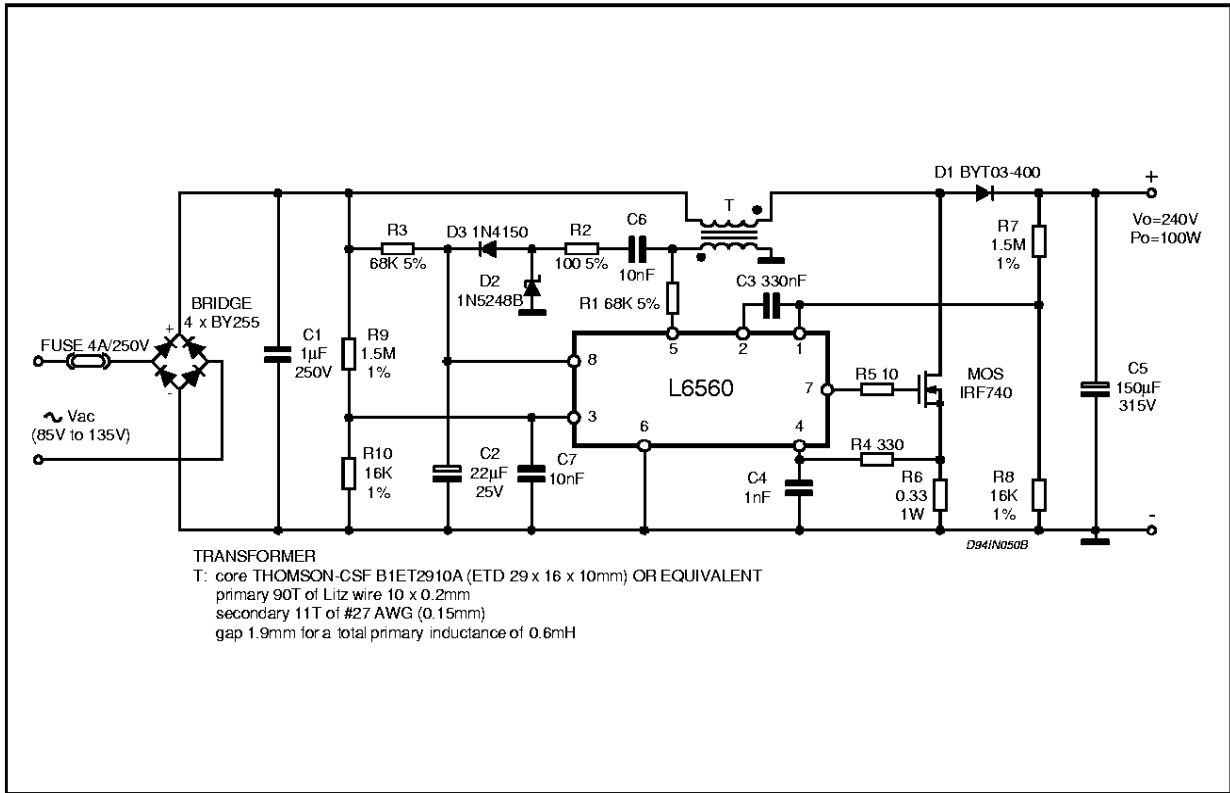 D1 BYT03-400
+
Vo=240V
Po=100W
T
C6
10nF
R7
1.5M
1%
R3
68K 5%
D3 1N4150
R2
100 5%
D2
1N5248B
C3 330nF
R1 68K 5%
BRIDGE
4 x BY255
+
-
FUSE 4A/250V
C1
1µF
250V
R9
1.5M
1%
5
2
1
8
L6560
7
3
6
4
R5 10
MOS
IRF740
C5
150µF
315V
Vac
(85V to 135V)
R10
16K
1%
C2
22µF
25V
C7
10nF
C4
1nF
R4 330
R6
0.33
1W
R8
16K
1%
-
D94IN050B
TRANSFORMER
T: core THOMSON-CSF B1ET2910A (ETD 29 x 16 x 10mm) OR EQUIVALENT
primary 90T of Litz wire 10 x 0.2mm
secondary 11T of #27 AWG (0.15mm)
gap 1.9mm for a total primary inductance of 0.6mH